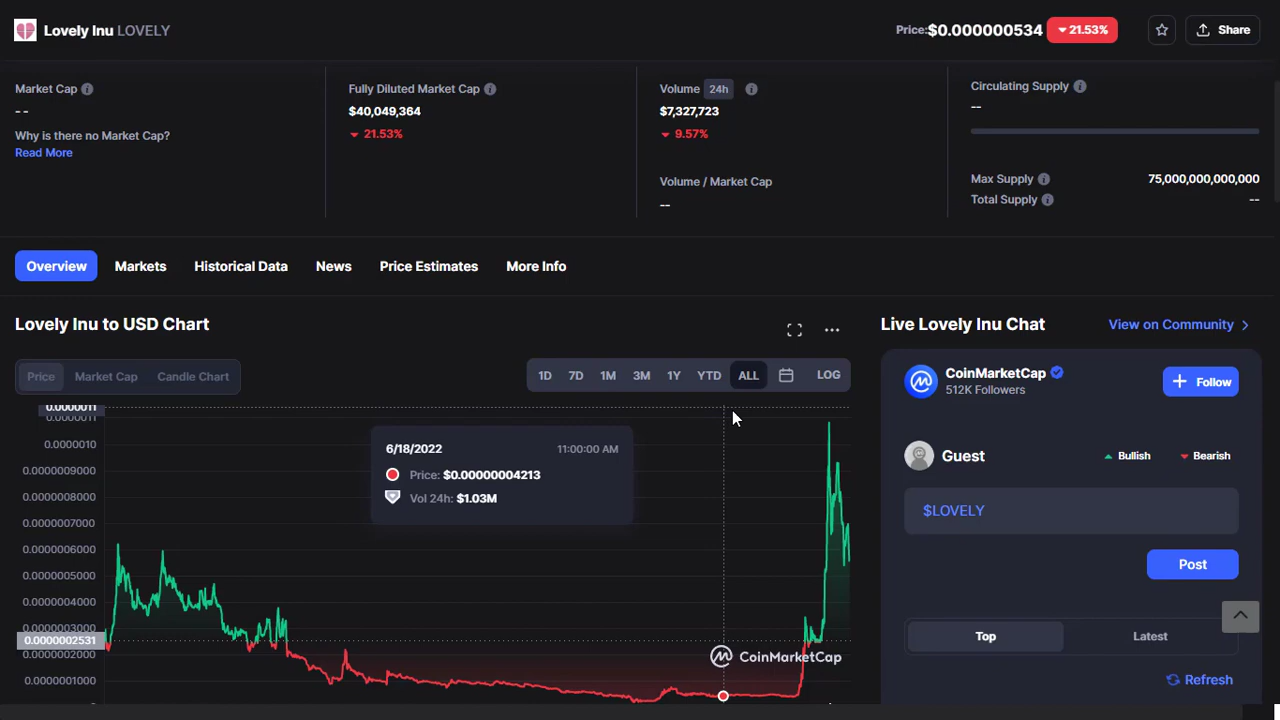 Lovely Inu LOVELY
Price:$0.000000534 21.53%
Share
Market Cap
- -
Why is there no Market Cap?
Read More
Fully Diluted Market Cap
$40,049,364
21.53%
Volume 24h
$7,327,723
9.57%
Volume / Market Cap
--
Circulating Supply
--
Max Supply 75,000,000,000,000
Total Supply --
Overview Markets Historical Data News Price Estimates More Info
Lovely Inu to USD Chart
Price Market Cap Candle Chart
1D 7D 1M 3M 1Y YTD ALL LOG
0.0000011
0.0000011
0.0000010
0.0000009000
0.0000008000
0.0000007000
0.0000006000
0.0000005000
0.0000004000
0.0000003000
0.0000002531
0.0000002000
0.0000001000
6/18/2022 11:00:00 AM
Price: $0.00000004213
Vol 24h: $1.03M
CoinMarketCap
Live Lovely Inu Chat
View on Community
CoinMarketCap
512K Followers
Follow
Guest
Bullish Bearish
$LOVELY
Post
Top Latest
Refresh